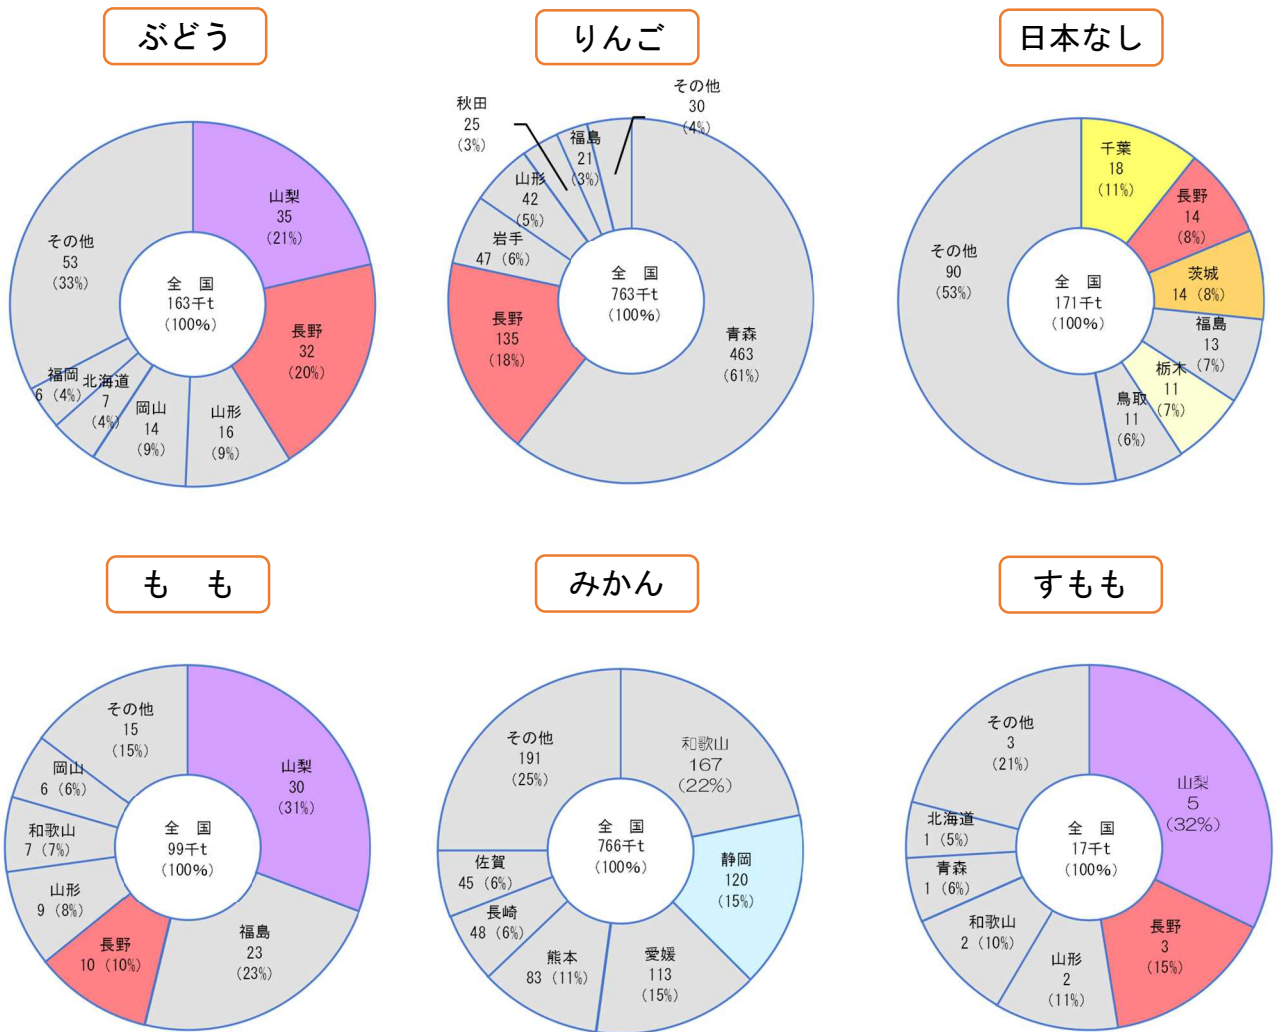 ぶどう
山梨
35
(21%)
長野
32
(20%)
山形
16
(9%)
岡山
14
(9%)
北海道
7
(4%)
福岡
6 (4%)
その他
53
(33%)
全 国
163千t
(100%)
りんご
青森
463
(61%)
長野
135
(18%)
岩手
47 (6%)
山形
42
(5%)
秋田
25
(3%)
福島
21
(3%)
その他
30
(4%)
全 国
763千t
(100%)
日本なし
千葉
18
(11%)
長野
14
(8%)
茨城
14 (8%)
福島
13
(7%)
栃木
11
(7%)
鳥取
11
(6%)
その他
90
(53%)
全 国
171千t
(100%)
も も
山梨
30
(31%)
福島
23
(23%)
長野
10 (10%)
山形
9 (8%)
和歌山
7 (7%)
岡山
6 (6%)
その他
15
(15%)
全 国
99千t
(100%)
みかん
和歌山
167
(22%)
静岡
120
(15%)
愛媛
113
(15%)
熊本
83 (11%)
長崎
48 (6%)
佐賀
45 (6%)
その他
191
(25%)
全 国
766千t
(100%)
すもも
山梨
5
(32%)
長野
3
(15%)
山形
2
(11%)
和歌山
2 (10%)
青森
1 (6%)
北海道
1 (5%)
その他
3
(21%)
全 国
17千t
(100%)